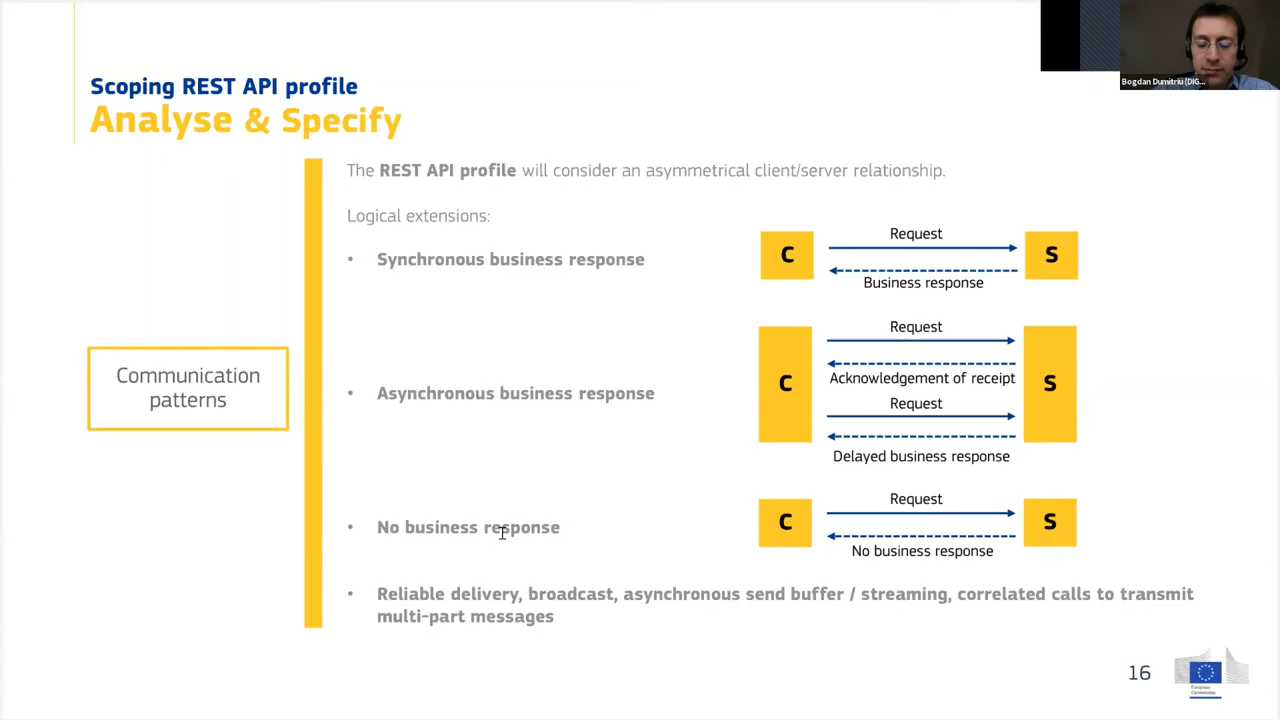 Bogdan Dumitriu (DIG...
Scoping REST API profile
Analyse & Specify
The REST API profile will consider an asymmetrical client/server relationship.
Logical extensions:
• Synchronous business response
C
Request
Business response
S
Communication
patterns
• Asynchronous business response
C
Request
Acknowledgement of receipt
Request
Delayed business response
S
• No business response
C
Request
No business response
S
• Reliable delivery, broadcast, asynchronous send buffer / streaming, correlated calls to transmit
multi-part messages
16
European
Commission